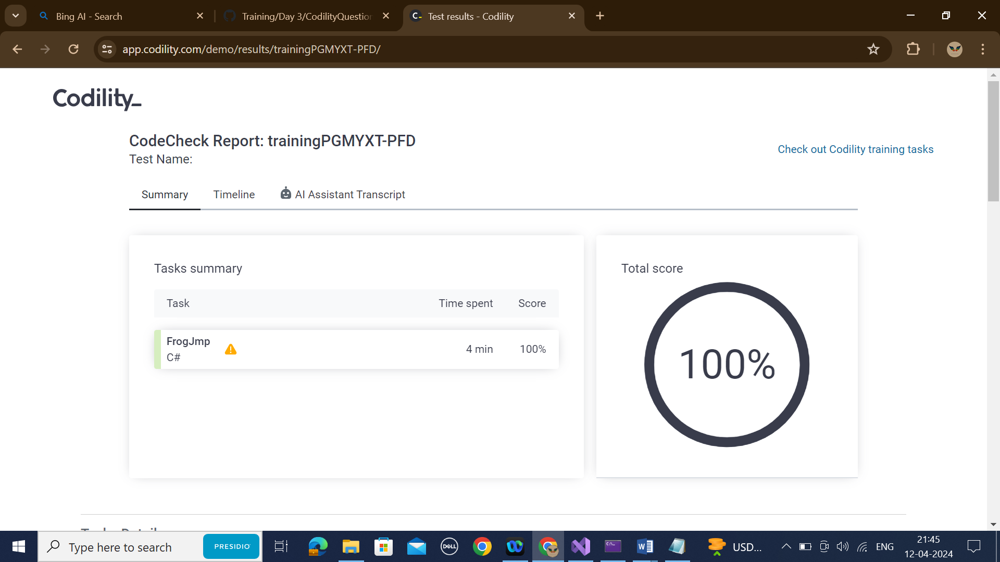 Bing AI - Search
Training/Day 3/CodilityQuestion
Test results - Codility
app.codility.com/demo/results/trainingPGMYXT-PFD/
Codility_
CodeCheck Report: trainingPGMYXT-PFD
Test Name:
Check out Codility training tasks
Summary
Timeline
AI Assistant Transcript
Tasks summary
Task Time spent Score
FrogJmp
C#
4 min 100%
Total score
100%
Type here to search
PRESIDIO
DELL
USD...
ENG
21:45
12-04-2024